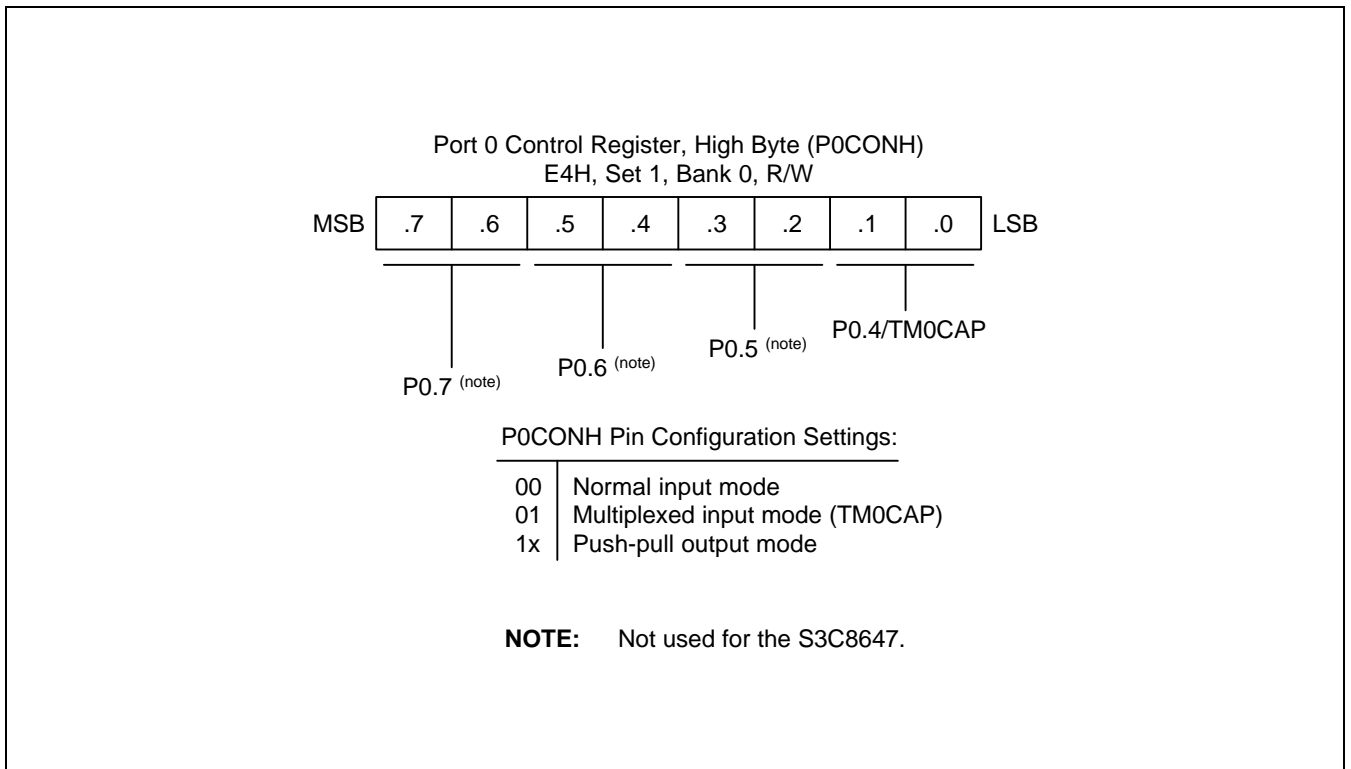 Port 0 Control Register, High Byte (P0CONH)
E4H, Set 1, Bank 0, R/W
MSB .7 .6 .5 .4 .3 .2 .1 .0 LSB
P0.4/TM0CAP
P0.5 (note)
P0.6 (note)
P0.7 (note)
P0CONH Pin Configuration Settings:
00 Normal input mode
01 Multiplexed input mode (TM0CAP)
1x Push-pull output mode
NOTE: Not used for the S3C8647.